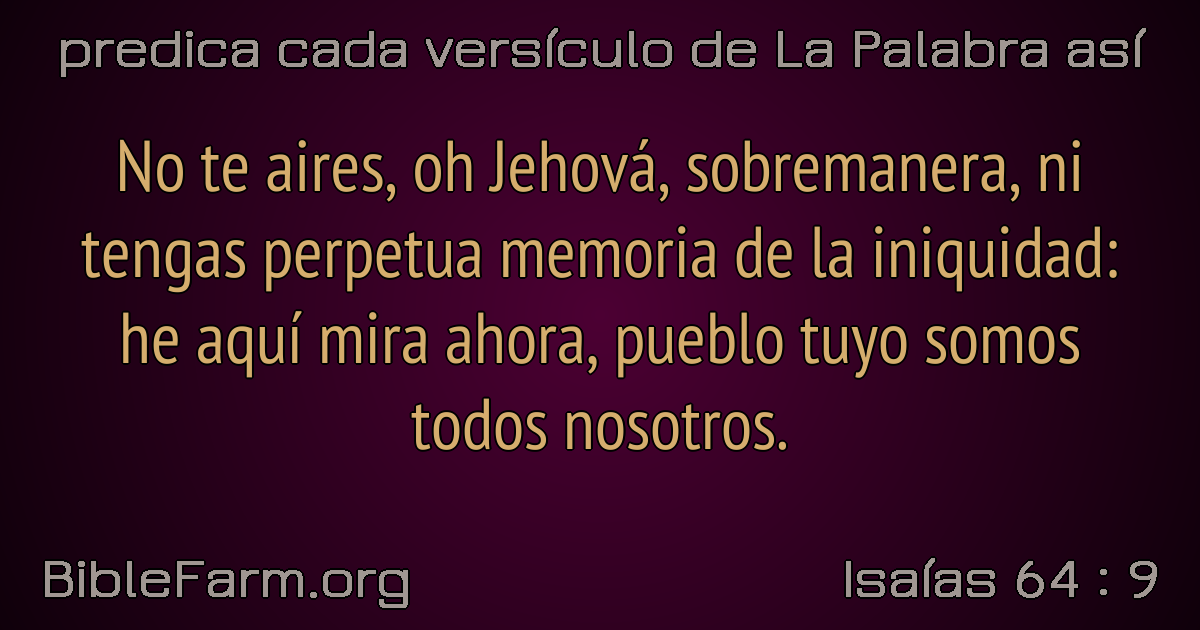 predica cada versículo de La Palabra así
No te aires, oh Jehová, sobremanera, ni
tengas perpetua memoria de la iniquidad:
he aquí mira ahora, pueblo tuyo somos
todos nosotros.
BibleFarm.org
Isaías 64 : 9